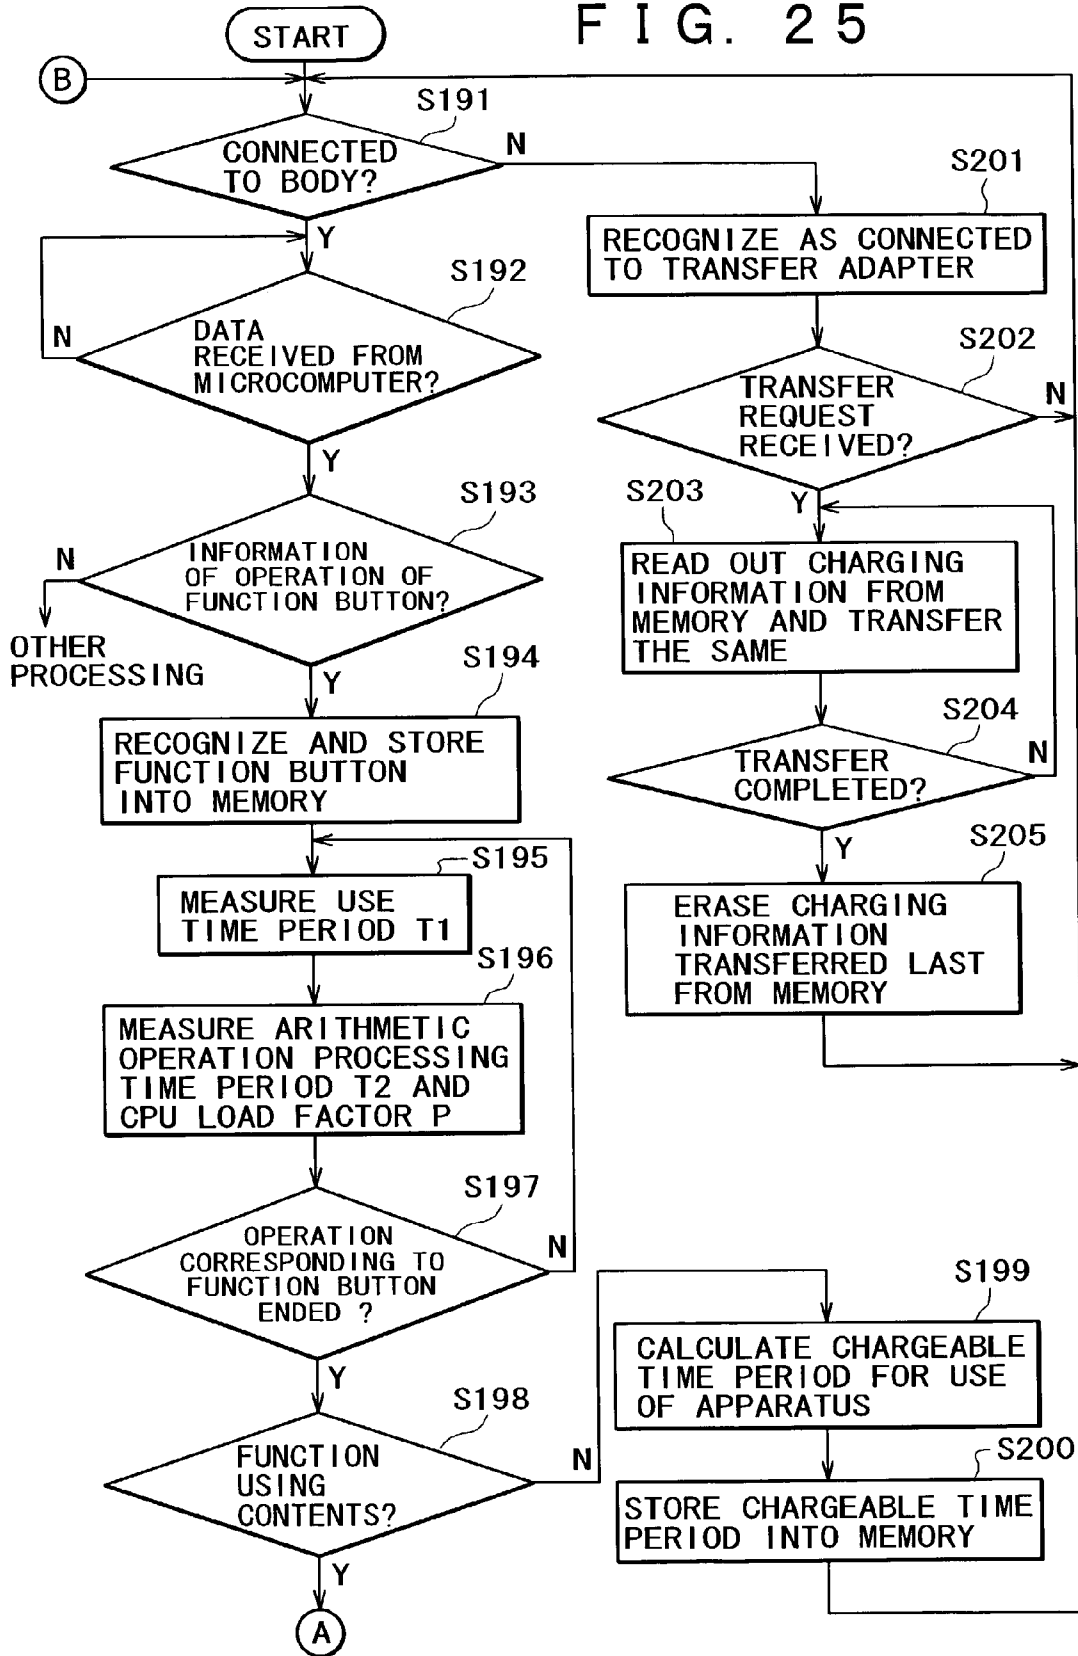 FIG. 25
START
B
S191
CONNECTED
TO BODY?
N
Y
S192
DATA
RECEIVED FROM
MICROCOMPUTER?
N
Y
S193
INFORMATION
OF OPERATION OF
FUNCTION BUTTON?
N
OTHER
PROCESSING
Y
S194
RECOGNIZE AND STORE
FUNCTION BUTTON
INTO MEMORY
S195
MEASURE USE
TIME PERIOD T1
S196
MEASURE ARITHMETIC
OPERATION PROCESSING
TIME PERIOD T2 AND
CPU LOAD FACTOR P
S197
OPERATION
CORRESPONDING TO
FUNCTION BUTTON
ENDED ?
N
Y
S198
FUNCTION
USING
CONTENTS?
N
Y
A
S199
CALCULATE CHARGEABLE
TIME PERIOD FOR USE
OF APPARATUS
S200
STORE CHARGEABLE TIME
PERIOD INTO MEMORY
S201
RECOGNIZE AS CONNECTED
TO TRANSFER ADAPTER
S202
TRANSFER
REQUEST
RECEIVED?
N
Y
S203
READ OUT CHARGING
INFORMATION FROM
MEMORY AND TRANSFER
THE SAME
S204
TRANSFER
COMPLETED?
N
Y
S205
ERASE CHARGING
INFORMATION
TRANSFERRED LAST
FROM MEMORY